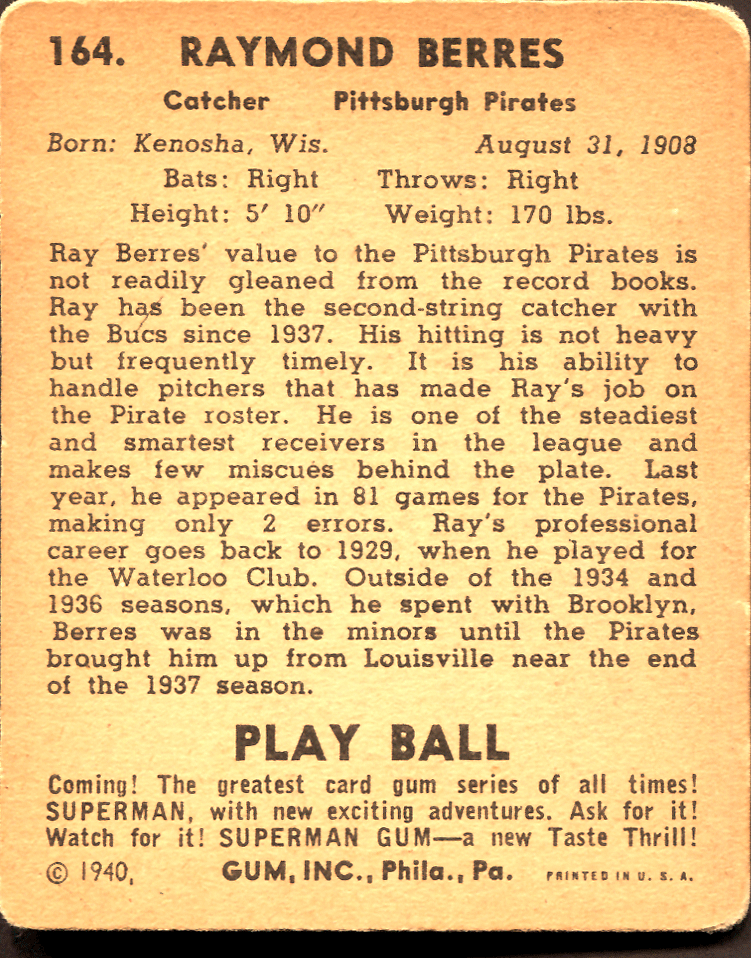 164. RAYMOND BERRES
Catcher Pittsburgh Pirates
Born: Kenosha, Wis. August 31, 1908
Bats: Right Throws: Right
Height: 5′ 10″ Weight: 170 lbs.
Ray Berres′ value to the Pittsburgh Pirates is
not readily gleaned from the record books.
Ray has been the second-string catcher with
the Bucs since 1937. His hitting is not heavy
but frequently timely. It is his ability to
handle pitchers that has made Ray's job on
the Pirate roster. He is one of the steadiest
and smartest receivers in the league and
makes few miscues behind the plate. Last
year, he appeared in 81 games for the Pirates,
making only 2 errors. Ray's professional
career goes back to 1929, when he played for
the Waterloo Club. Outside of the 1934 and
1936 seasons, which he spent with Brooklyn,
Berres was in the minors until the Pirates
brought him up from Louisville near the end
of the 1937 season.
PLAY BALL
Coming! The greatest card gum series of all times!
SUPERMAN, with new exciting adventures. Ask for it!
Watch for it! SUPERMAN GUM—a new Taste Thrill!
© 1940, GUM, INC., Phila., Pa. PRINTED IN U. S. A.